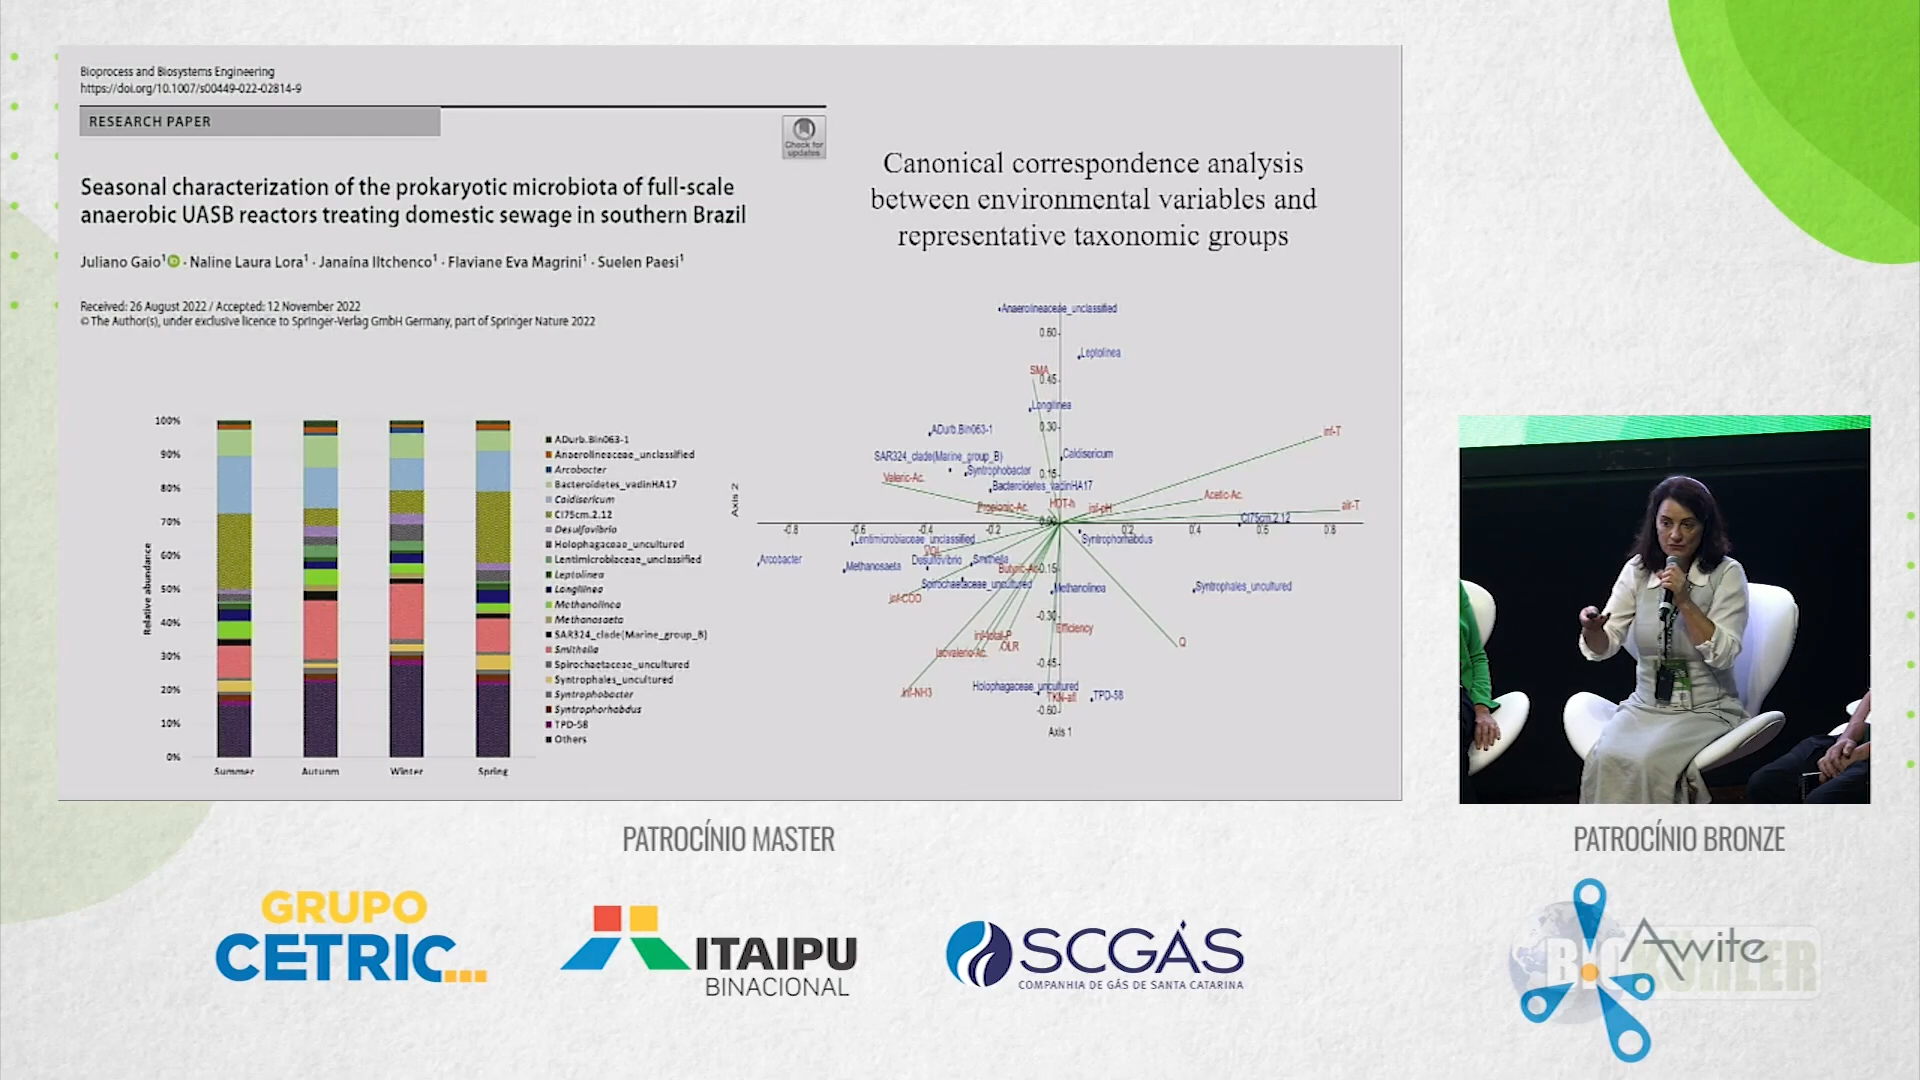 Bioprocess and Biosystems Engineering
https://doi.org/10.1007/s00449-022-02814-9
RESEARCH PAPER
Check for
updates
Seasonal characterization of the prokaryotic microbiota of full-scale
anaerobic UASB reactors treating domestic sewage in southern Brazil
Juliano Gaio¹ · Naline Laura Lora¹ · Janaína Iltchenco¹ · Flaviane Eva Magrini¹ · Suelen Paesi¹
Received: 26 August 2022 / Accepted: 12 November 2022
© The Author(s), under exclusive licence to Springer-Verlag GmbH Germany, part of Springer Nature 2022
Relative abundance
100%
90%
80%
70%
60%
50%
40%
30%
20%
10%
0%
Summer
Autunm
Winter
Spring
ADurb.Bin063-1
Anaerolineaceae_unclassified
Arcobacter
Bacteroidetes_vadinHA17
Caldisericum
CI75cm.2.12
Desulfovibrio
Holophagaceae_uncultured
Lentimicrobiaceae_unclassified
Leptolinea
Longilinea
Methanolinea
Methanosaeta
SAR324_clade(Marine_group_B)
Smithella
Spirochaetaceae_uncultured
Syntrophales_uncultured
Syntrophobacter
Syntrophorhabdus
TPD-58
Others
Canonical correspondence analysis
between environmental variables and
representative taxonomic groups
Anaerolineaceae_unclassified
0.60
Leptolinea
SMA
0.45
Longilinea
ADurb.Bin063-1
0.30
inf-T
SAR324_clade(Marine_group_B)
Caldisericum
Syntrophobacter
0.15
Valeric-Ac.
Bacteroidetes_vadinHA17
Acetic-Ac.
Propionic-Ac.
HDT-h
inf-pH
air-T
Axis 2
CI75cm.2.12
0.00
-0.8
-0.6
-0.4
-0.2
0.2
0.4
0.6
0.8
Lentimicrobiaceae_unclassified
Syntrophorhabdus
Arcobacter
Methanosaeta
Desulfovibrio
Smithella
Butyric-Ac.
-0.15
Spirochaetaceae_uncultured
Methanolinea
Syntrophales_uncultured
inf-COD
-0.30
Efficiency
inf-total-P
OLR
Isovaleric-Ac.
Q
-0.45
inf-NH3
Holophagaceae_uncultured
TPD-58
-0.60
Axis 1
PATROCÍNIO MASTER
PATROCÍNIO BRONZE
GRUPO
CETRIC...
ITAIPU
BINACIONAL
SCGÁS
COMPANHIA DE GÁS DE SANTA CATARINA
Awite